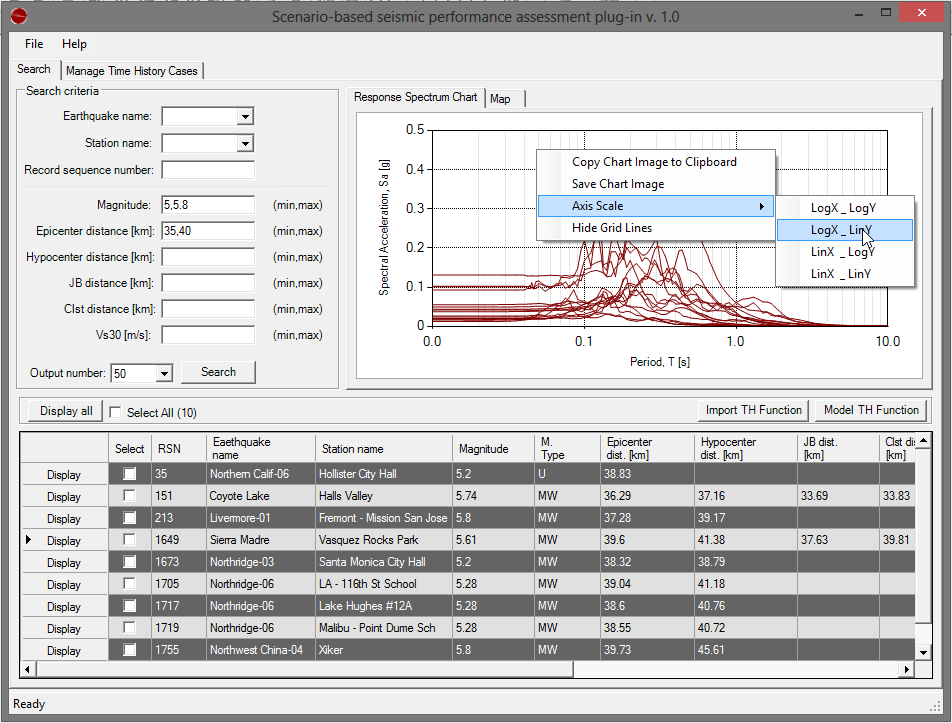 Scenario-based seismic performance assessment plug-in v. 1.0
File Help
Search Manage Time History Cases
Search criteria
Earthquake name:
Station name:
Record sequence number:
Magnitude: 5,5.8 (min,max)
Epicenter distance [km]: 35,40 (min,max)
Hypocenter distance [km]: (min,max)
JB distance [km]: (min,max)
Clst distance [km]: (min,max)
Vs30 [m/s]: (min,max)
Output number: 50 Search
Response Spectrum Chart Map
Spectral Acceleration, Sa [g]
0.5
0.4
0.3
0.2
0.1
0
0.0 0.1 1.0 10.0
Period, T [s]
Copy Chart Image to Clipboard
Save Chart Image
Axis Scale
Hide Grid Lines
LogX _ LogY
LogX _ LinY
LinX _ LogY
LinX _ LinY
Display all Select All (10) Import TH Function Model TH Function
Select RSN Eaethquake name Station name Magnitude M. Type Epicenter dist. [km] Hypocenter dist. [km] JB dist. [km] Clst di [km]
Display 35 Northern Calif-06 Hollister City Hall 5.2 U 38.83
Display 151 Coyote Lake Halls Valley 5.74 MW 36.29 37.16 33.69 33.83
Display 213 Livermore-01 Fremont - Mission San Jose 5.8 MW 37.28 39.17
Display 1649 Sierra Madre Vasquez Rocks Park 5.61 MW 39.6 41.38 37.63 39.81
Display 1673 Northridge-03 Santa Monica City Hall 5.2 MW 38.32 38.79
Display 1705 Northridge-06 LA - 116th St School 5.28 MW 39.04 41.18
Display 1717 Northridge-06 Lake Hughes #12A 5.28 MW 38.6 40.76
Display 1719 Northridge-06 Malibu - Point Dume Sch 5.28 MW 38.55 40.72
Display 1755 Northwest China-04 Xiker 5.8 MW 39.73 45.61
Ready